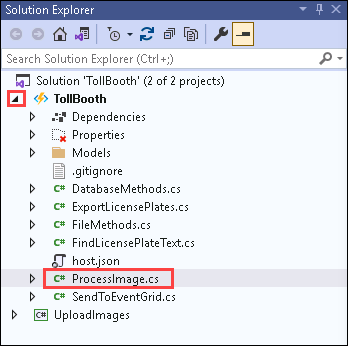 Solution Explorer
Search Solution Explorer (Ctrl+;)
Solution 'TollBooth' (2 of 2 projects)
TollBooth
Dependencies
Properties
Models
.gitignore
C# DatabaseMethods.cs
C# ExportLicensePlates.cs
C# FileMethods.cs
C# FindLicensePlateText.cs
host.json
C# ProcessImage.cs
C# SendToEventGrid.cs
C# UploadImages